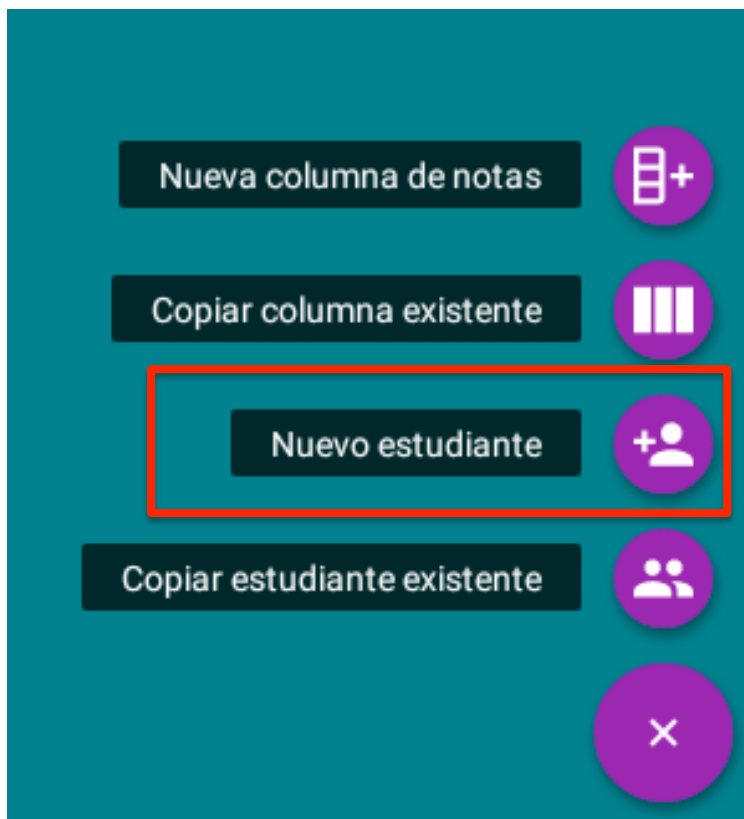 Nueva columna de notas
Copiar columna existente
Nuevo estudiante
Copiar estudiante existente